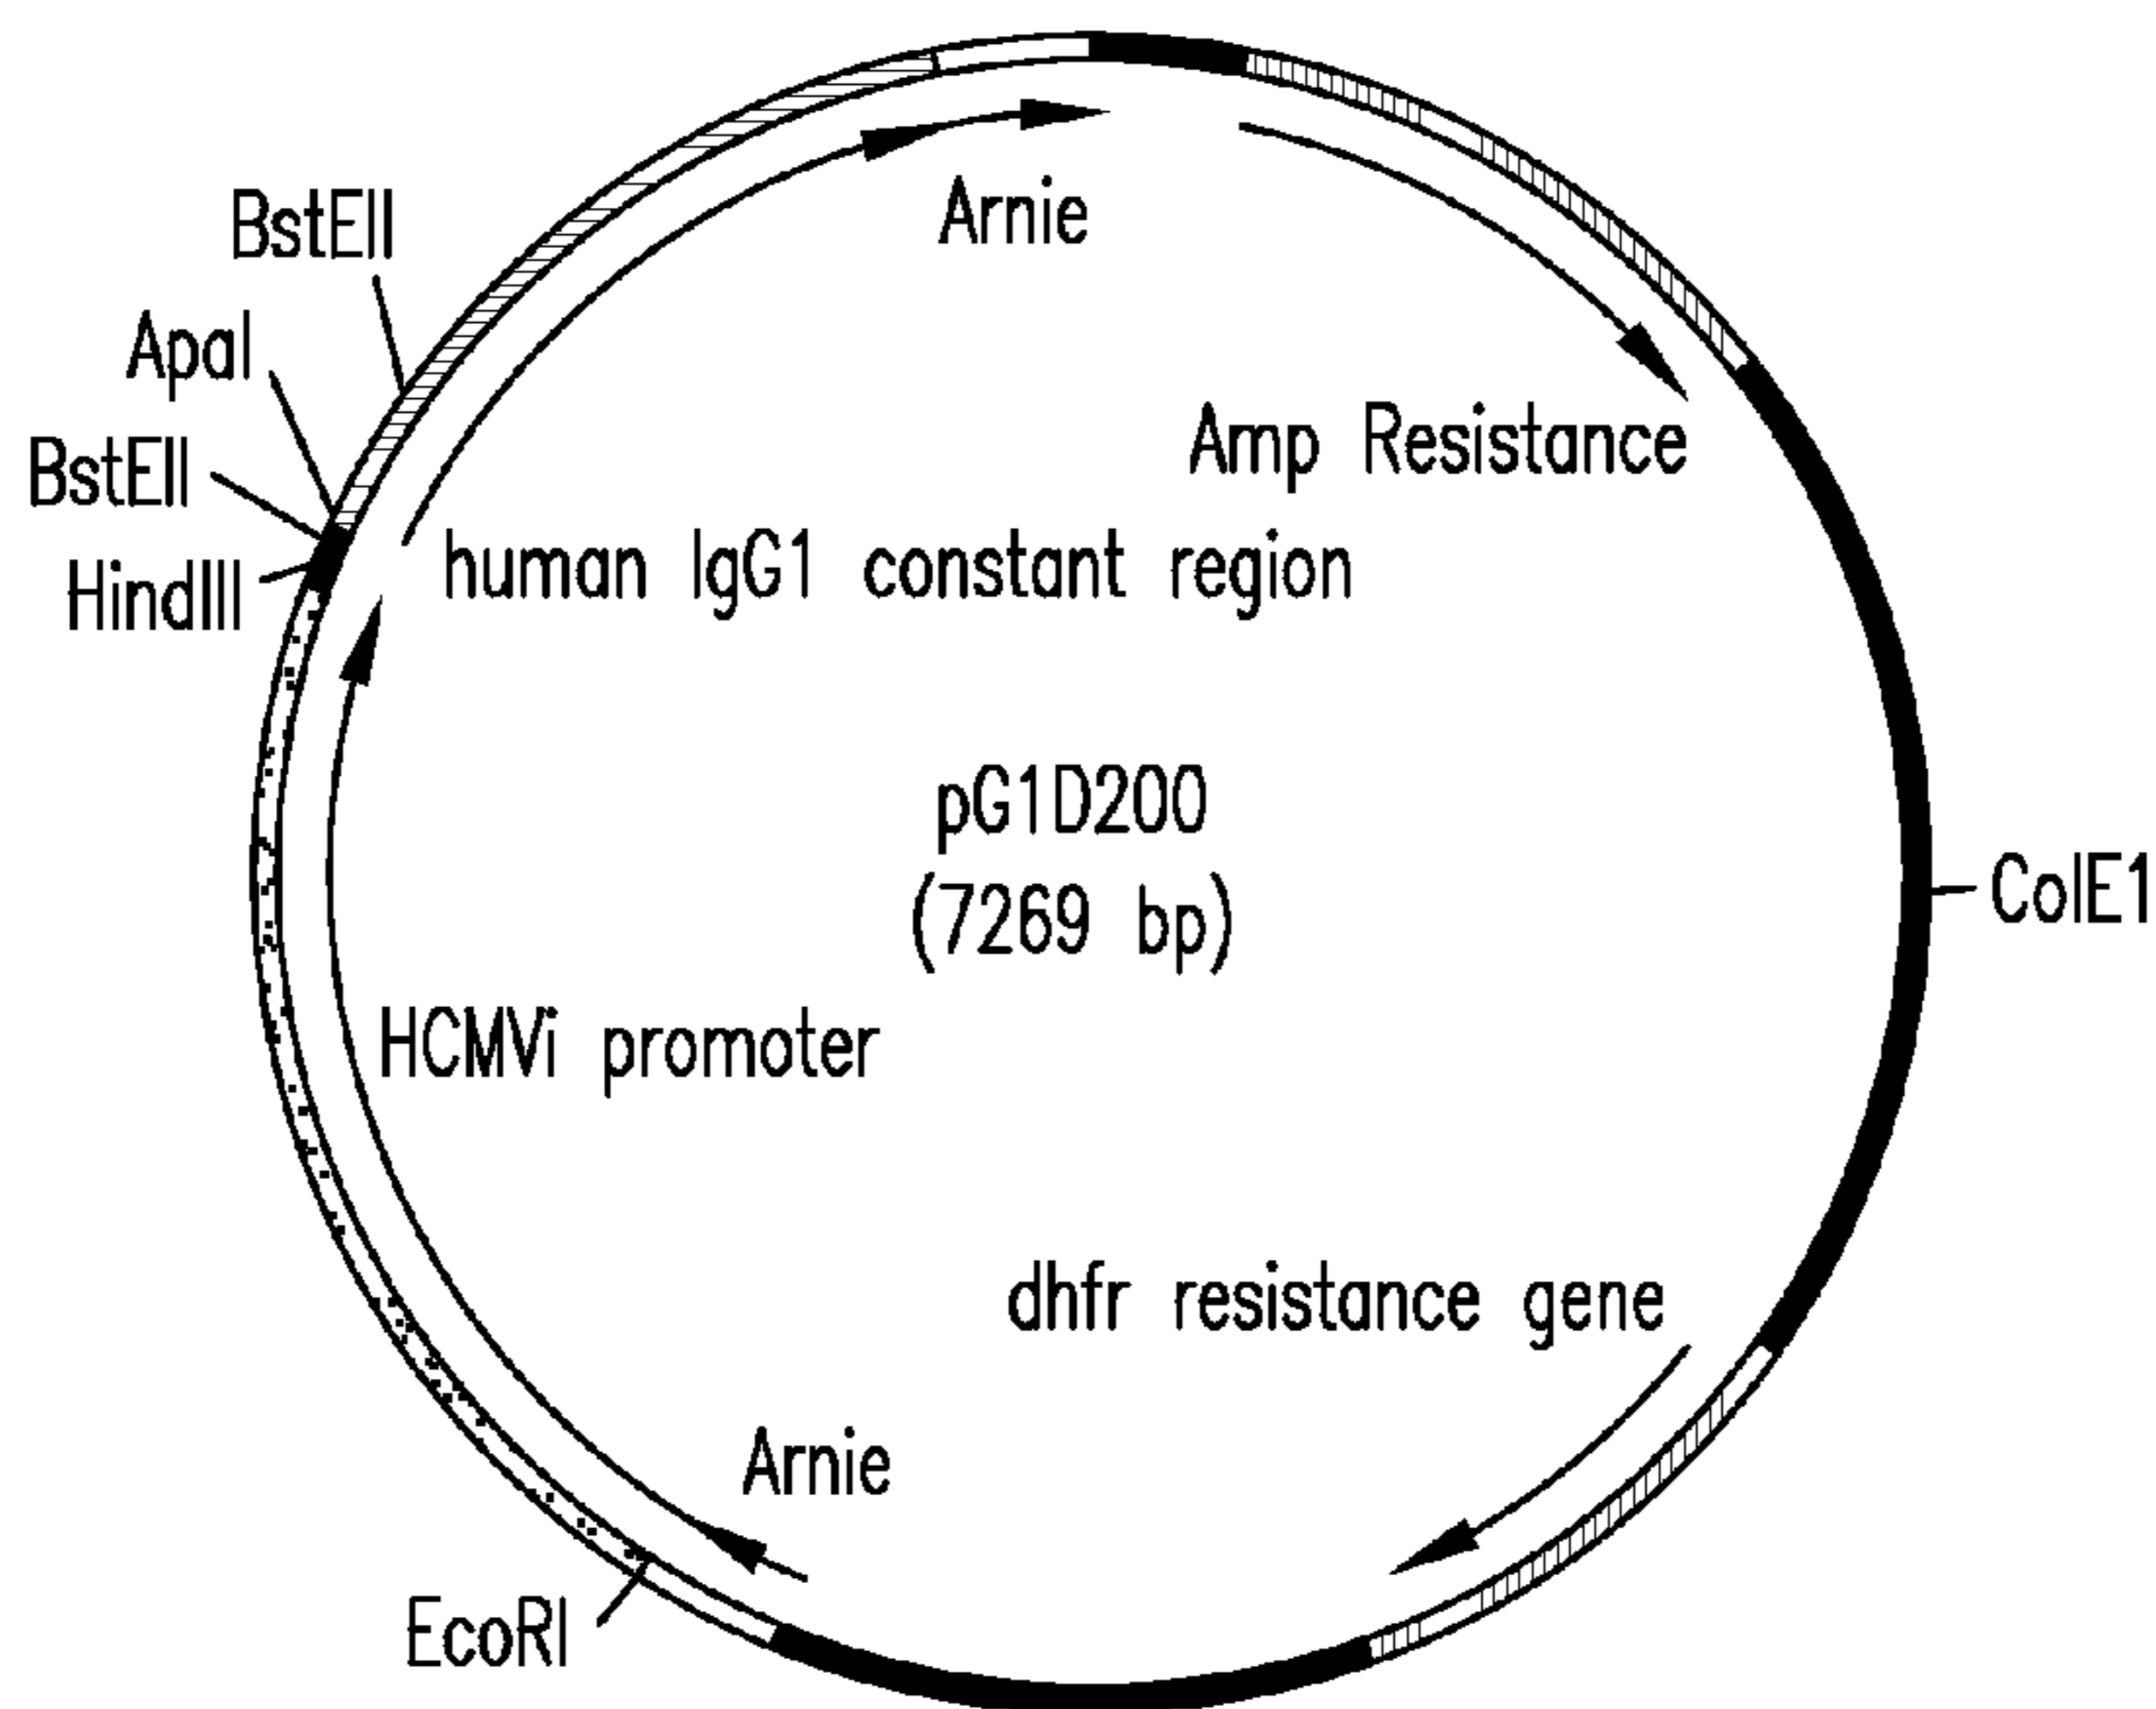 BstEII
Arnie
ApaI
Amp Resistance
BstEII
human IgG1 constant region
HindIII
pG1D200
(7269 bp)
ColE1
HCMVi promoter
dhfr resistance gene
Arnie
EcoRI